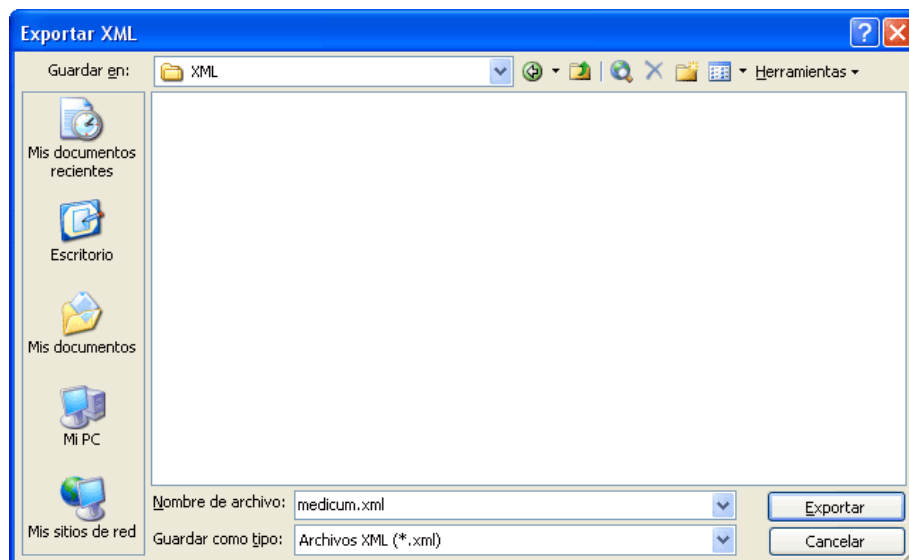 Exportar XML
Guardar en:
XML
Herramientas
Mis documentos
recientes
Escritorio
Mis documentos
Mi PC
Mis sitios de red
Nombre de archivo:
medicum.xml
Exportar
Guardar como tipo:
Archivos XML (*.xml)
Cancelar